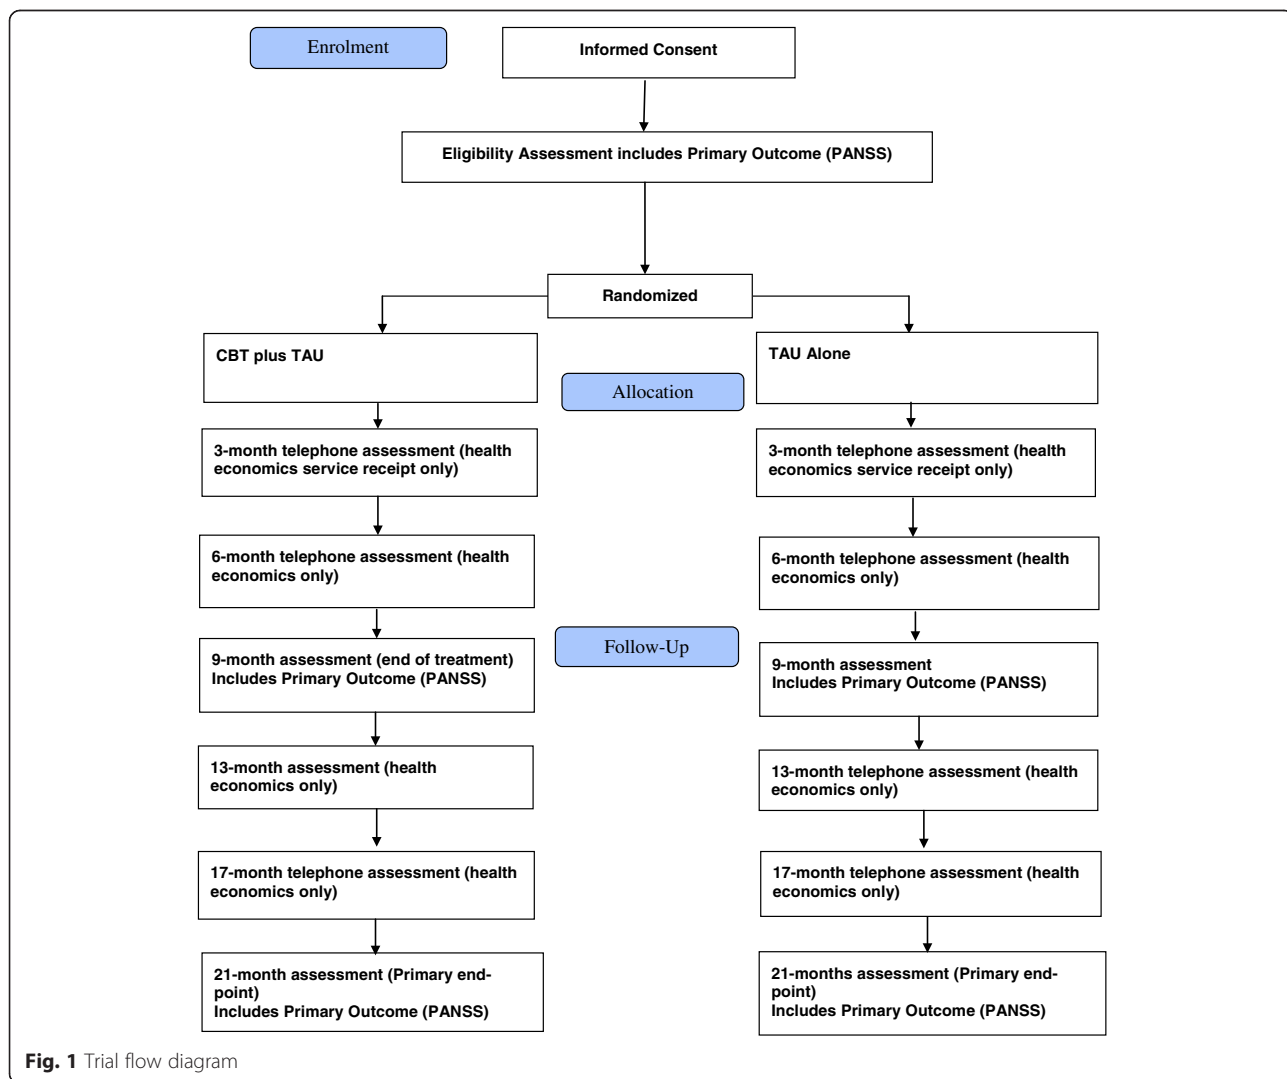 Enrolment
Informed Consent
Eligibility Assessment includes Primary Outcome (PANSS)
Randomized
CBT plus TAU
TAU Alone
Allocation
3-month telephone assessment (health
economics service receipt only)
3-month telephone assessment (health
economics service receipt only)
6-month telephone assessment (health
economics only)
6-month telephone assessment (health
economics only)
Follow-Up
9-month assessment (end of treatment)
Includes Primary Outcome (PANSS)
9-month assessment
Includes Primary Outcome (PANSS)
13-month assessment (health
economics only)
13-month telephone assessment (health
economics only)
17-month telephone assessment (health
economics only)
17-month telephone assessment (health
economics only)
21-month assessment (Primary end-
point)
Includes Primary Outcome (PANSS)
21-months assessment (Primary end-
point)
Includes Primary Outcome (PANSS)
Fig. 1 Trial flow diagram